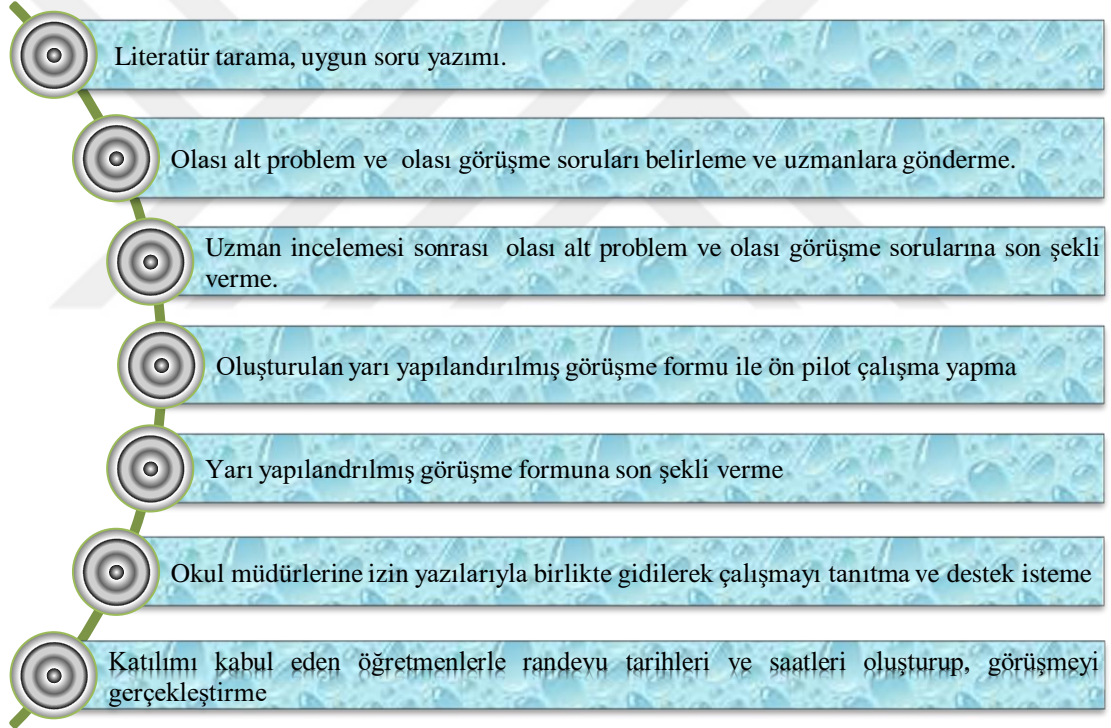 Literatür tarama, uygun soru yazımı.
Olası alt problem ve olası görüşme soruları belirleme ve uzmanlara gönderme.
Uzman incelemesi sonrası olası alt problem ve olası görüşme sorularına son şekli
verme.
Oluşturulan yarı yapılandırılmış görüşme formu ile ön pilot çalışma yapma
Yarı yapılandrılmış görüşme formuna son şekli verme
Okul müdürlerine izin yazılarıyla birlikte gidilerek çalışmayı tanıtma ve destek isteme
Katılımı kabul eden öğretmenlerle randevu tarihleri ve saatleri oluşturup, görüşmeyi
gerçekleştirme